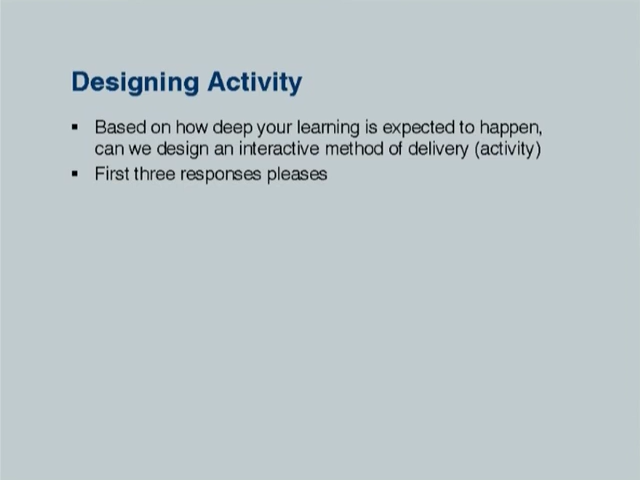 Designing Activity
▪ Based on how deep your learning is expected to happen,
can we design an interactive method of delivery (activity)
▪ First three responses pleases